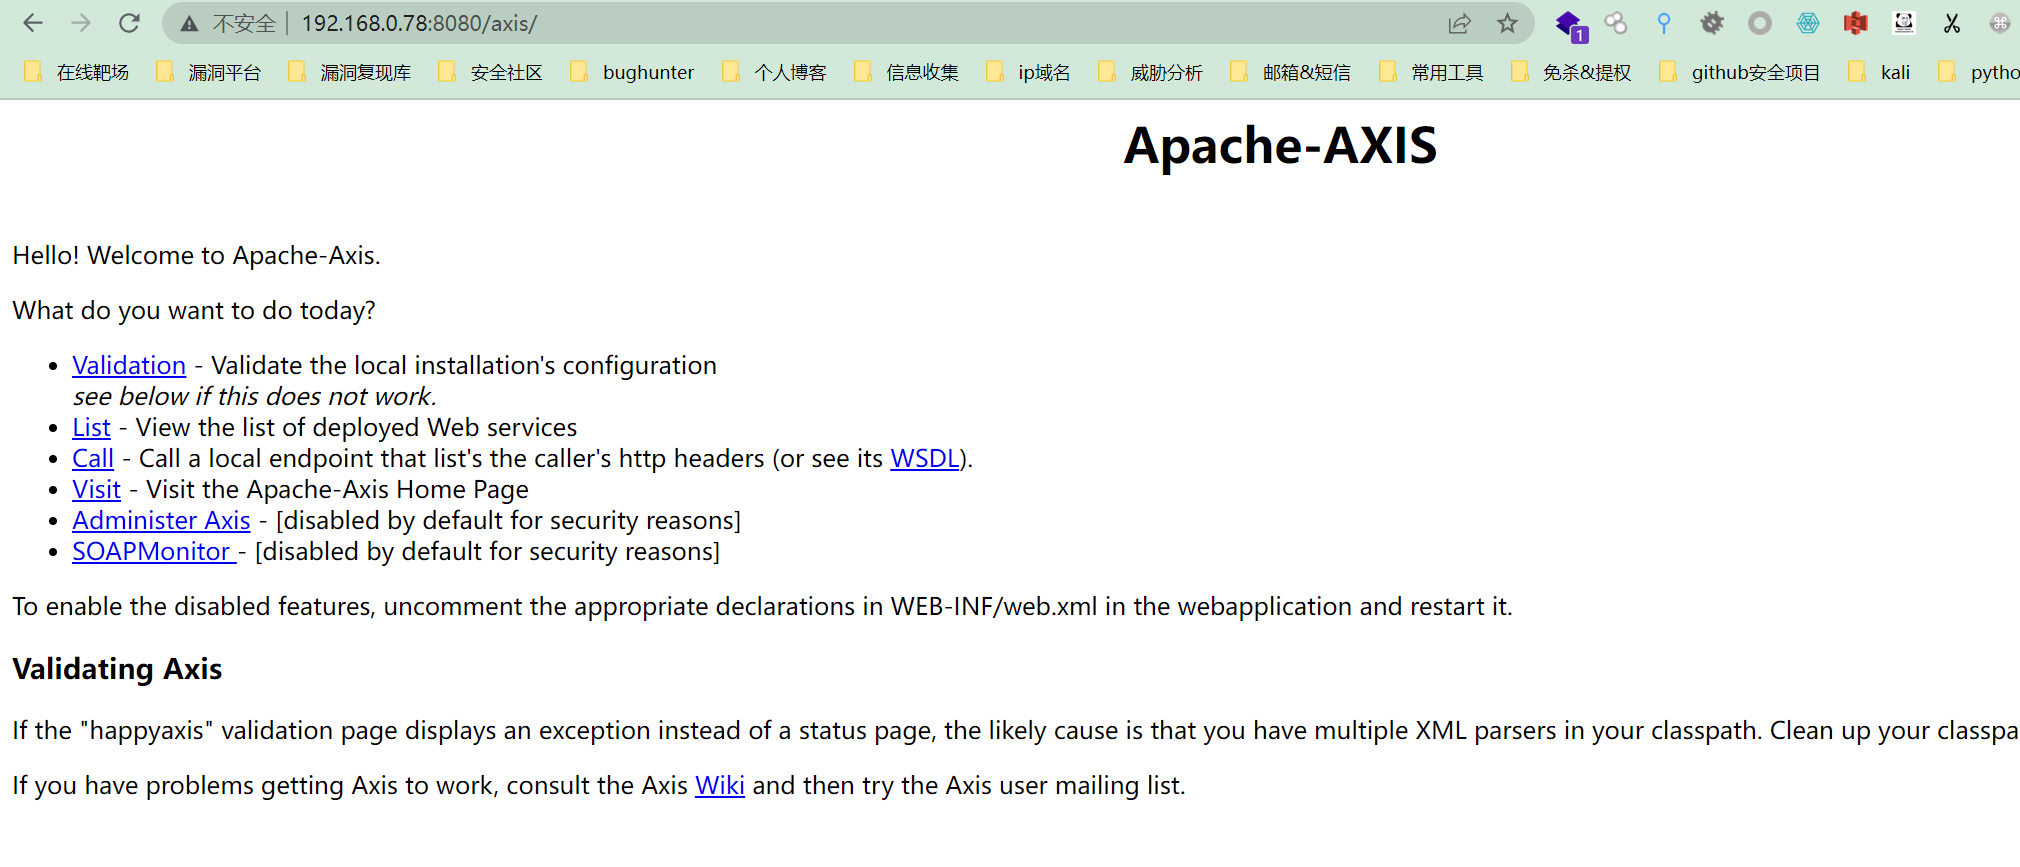 不安全 | 192.168.0.78:8080/axis/
1
在线靶场 漏洞平台 漏洞复现库 安全社区 bughunter 个人博客 信息收集 ip域名 威胁分析 邮箱&短信 常用工具 免杀&提权 github安全项目 kali pytho
Apache-AXIS
Hello! Welcome to Apache-Axis.
What do you want to do today?
• Validation - Validate the local installation's configuration
see below if this does not work.
• List - View the list of deployed Web services
• Call - Call a local endpoint that list's the caller's http headers (or see its WSDL).
• Visit - Visit the Apache-Axis Home Page
• Administer Axis - [disabled by default for security reasons]
• SOAPMonitor - [disabled by default for security reasons]
To enable the disabled features, uncomment the appropriate declarations in WEB-INF/web.xml in the webapplication and restart it.
Validating Axis
If the "happyaxis" validation page displays an exception instead of a status page, the likely cause is that you have multiple XML parsers in your classpath. Clean up your classpa
If you have problems getting Axis to work, consult the Axis Wiki and then try the Axis user mailing list.